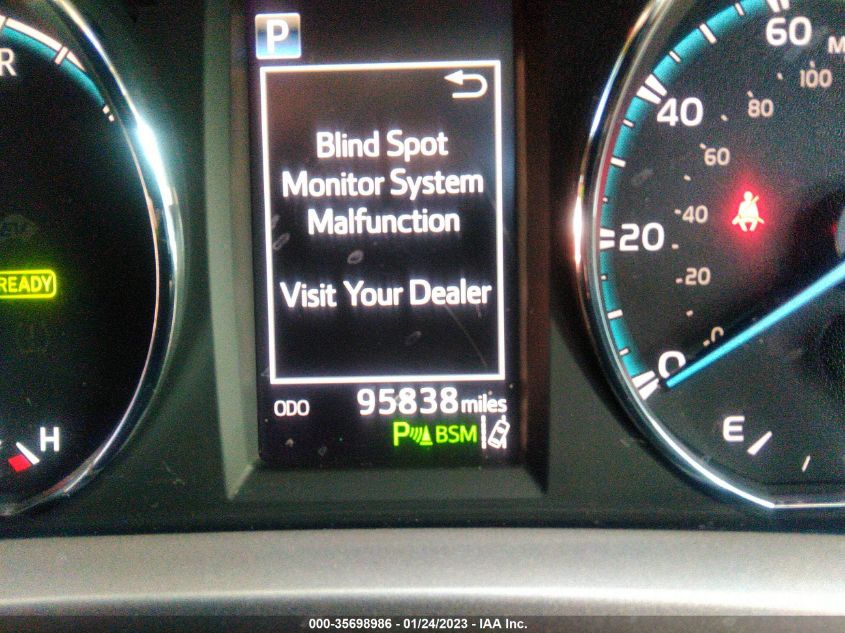 P
Blind Spot
Monitor System
Malfunction
Visit Your Dealer
ODO 95838 miles
P BSM
R
READY
H
60
100
40
80
60
40
20
20
0
0
E
000-35698986 - 01/24/2023 - IAA Inc.